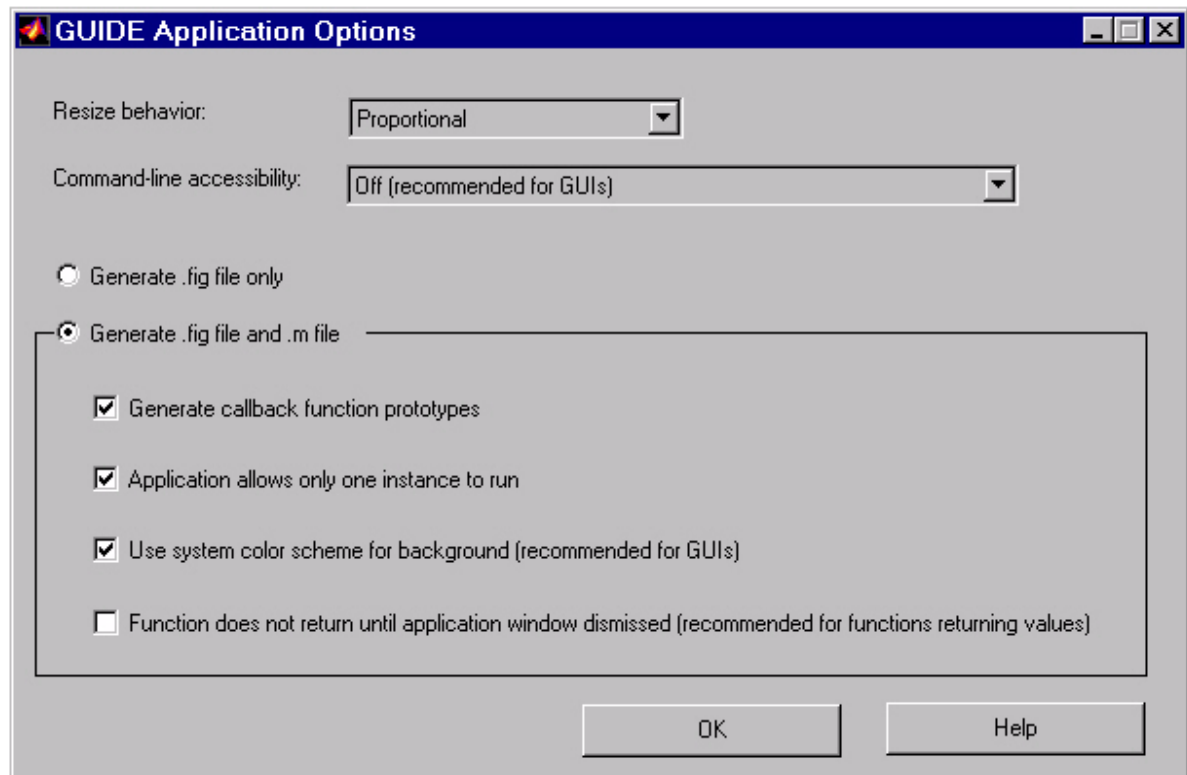 GUIDE Application Options
Resize behavior: Proportional
Command-line accessibility: Off (recommended for GUIs)
Generate .fig file only
Generate .fig file and .m file
Generate callback function prototypes
Application allows only one instance to run
Use system color scheme for background (recommended for GUIs)
Function does not return until application window dismissed (recommended for functions returning values)
OK Help